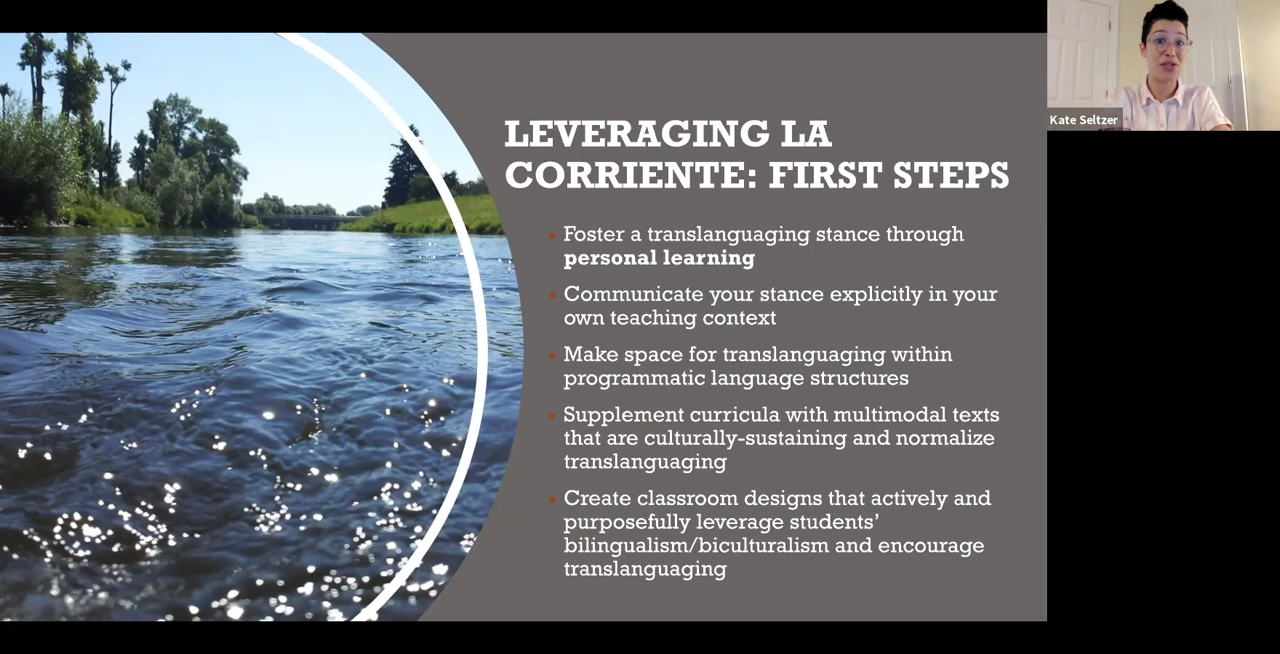 LEVERAGING LA
CORRIENTE: FIRST STEPS
Foster a translanguaging stance through
personal learning
Communicate your stance explicitly in your
own teaching context
Make space for translanguaging within
programmatic language structures
Supplement curricula with multimodal texts
that are culturally-sustaining and normalize
translanguaging
Create classroom designs that actively and
purposefully leverage students’
bilingualism/biculturalism and encourage
translanguaging
Kate Seltzer